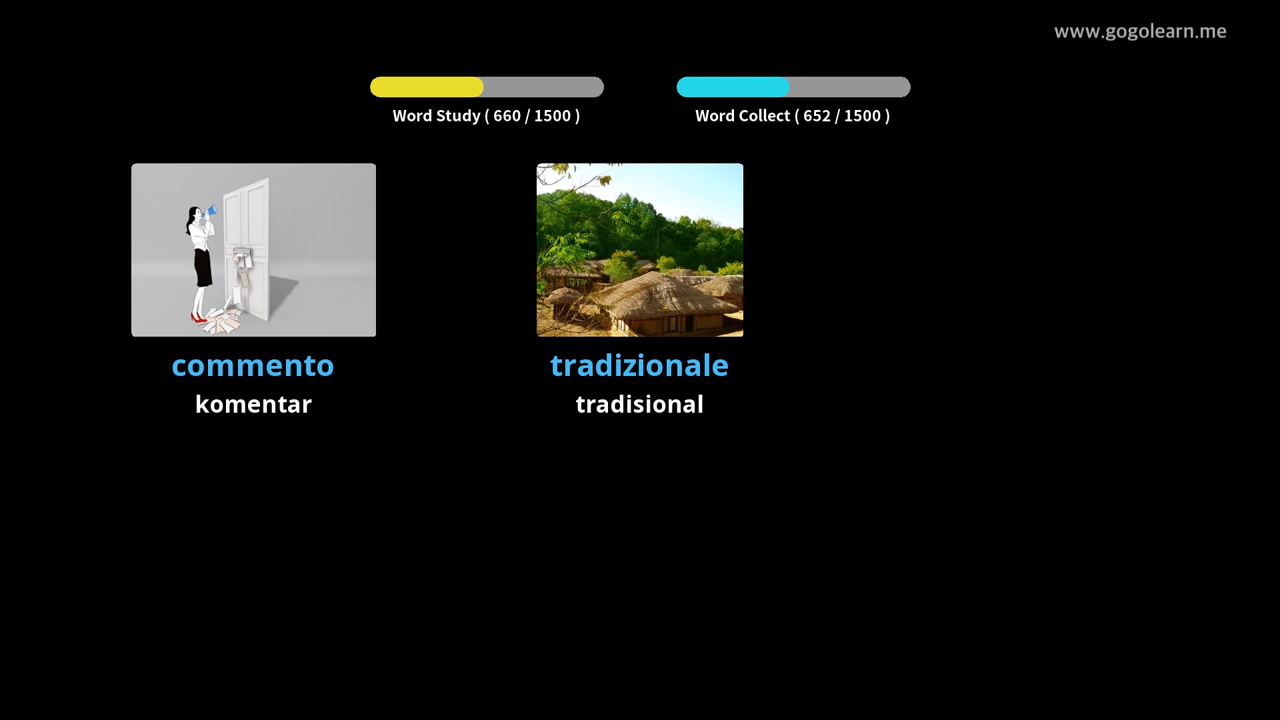 www.gogolearn.me
Word Study ( 660 / 1500 )
Word Collect ( 652 / 1500 )
commento
komentar
tradizionale
tradisional